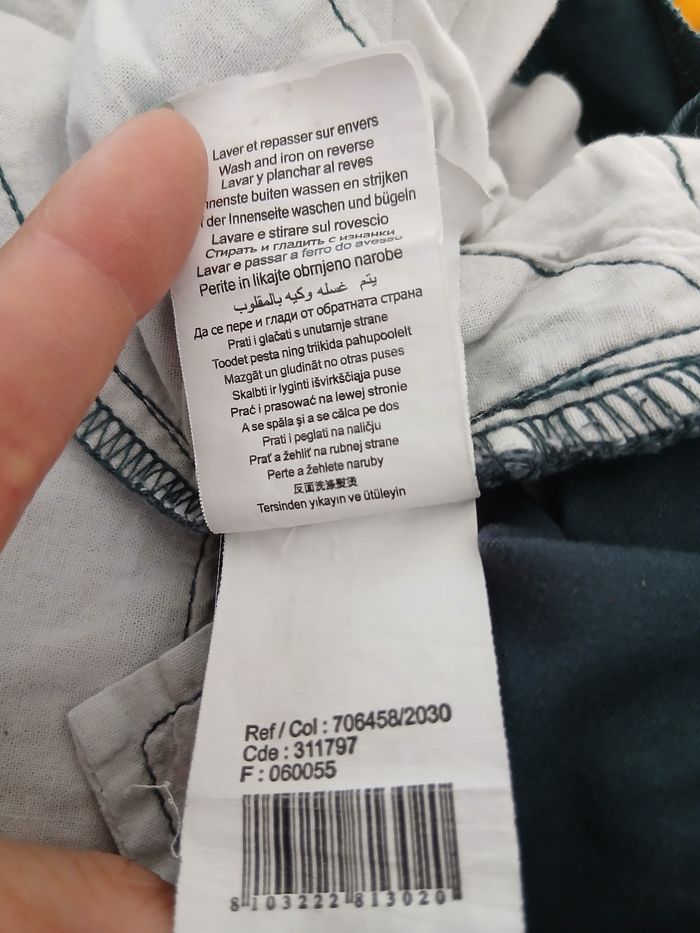 Laver et repasser sur envers
Wash and iron on reverse
Lavar y planchar al reves
nnenste buiten wassen en strijken
der Innenseite waschen und bügeln
Lavare e stirare sul rovescio
Стирать и гладить с изнанки
Lavar e passar a ferro do avesso
Perite in likajte obrnjeno narobe
يتم غسله وكيه بالمقلوب
Да се пере и глади от обратната страна
Prati i glačati s unutarnje strane
Toodet pesta ning triikida pahupoolelt
Mazgāt un gludināt no otras puses
Skalbti ir lyginti išvirkščiąja puse
Prać i prasować na lewej stronie
A se spăla şi a se călca pe dos
Prati i peglati na naličju
Prať a žehliť na rubnej strane
Perte a žehlete naruby
反面洗涤熨烫
Tersinden yıkayın ve ütüleyin
Ref / Col : 706458/2030
Cde : 311797
F : 060055
8 103222 813020